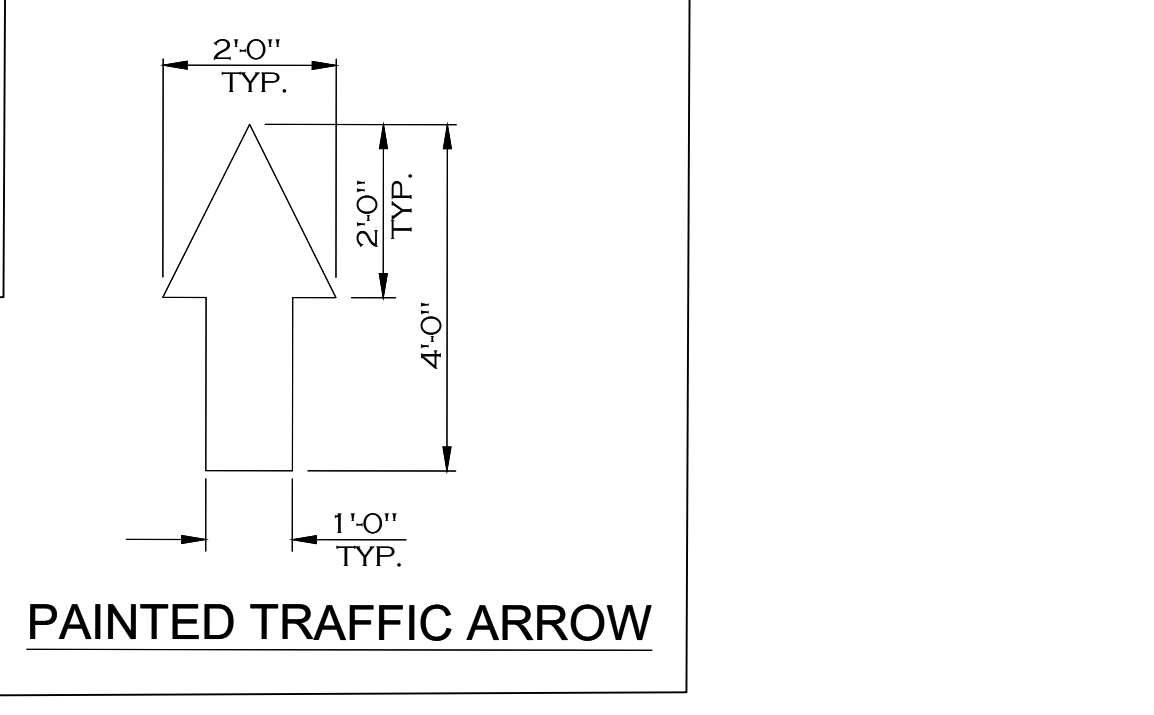 2'-0"
TYP.
2'-0"
TYP.
4'-0"
1'-0"
TYP.
PAINTED TRAFFIC ARROW